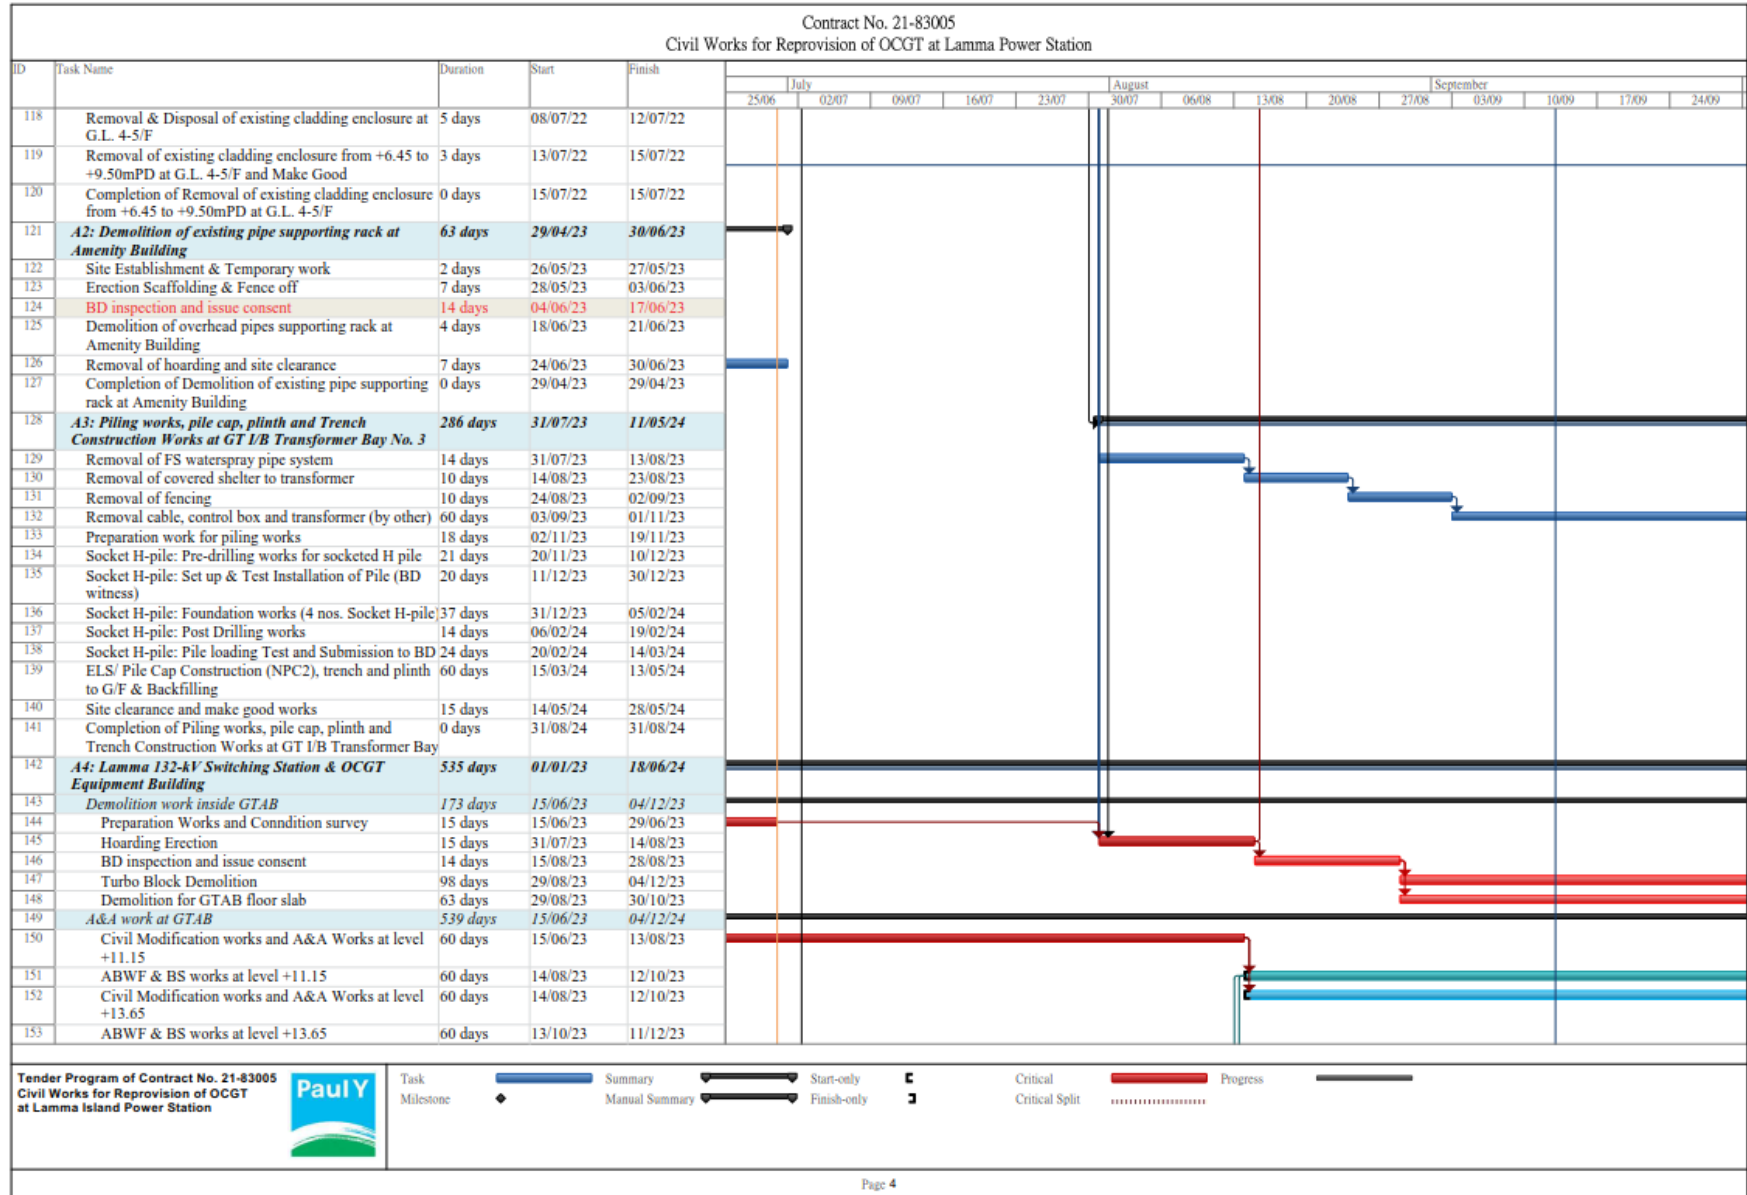 Contract No. 21-83005
Civil Works for Reprovision of OCGT at Lamma Power Station
ID Task Name Duration Start Finish
July August September
25/06 02/07 09/07 16/07 23/07 30/07 06/08 13/08 20/08 27/08 03/09 10/09 17/09 24/09
118 Removal & Disposal of existing cladding enclosure at 5 days 08/07/22 12/07/22
G.L. 4-5/F
119 Removal of existing cladding enclosure from +6.45 to 3 days 13/07/22 15/07/22
+9.50mPD at G.L. 4-5/F and Make Good
120 Completion of Removal of existing cladding enclosure 0 days 15/07/22 15/07/22
from +6.45 to +9.50mPD at G.L. 4-5/F
121 A2: Demolition of existing pipe supporting rack at 63 days 29/04/23 30/06/23
Amenity Building
122 Site Establishment & Temporary work 2 days 26/05/23 27/05/23
123 Erection Scaffolding & Fence off 7 days 28/05/23 03/06/23
124 BD inspection and issue consent 14 days 04/06/23 17/06/23
125 Demolition of overhead pipes supporting rack at 4 days 18/06/23 21/06/23
Amenity Building
126 Removal of hoarding and site clearance 7 days 24/06/23 30/06/23
127 Completion of Demolition of existing pipe supporting 0 days 29/04/23 29/04/23
rack at Amenity Building
128 A3: Piling works, pile cap, plinth and Trench 286 days 31/07/23 11/05/24
Construction Works at GT I/B Transformer Bay No. 3
129 Removal of FS waterspray pipe system 14 days 31/07/23 13/08/23
130 Removal of covered shelter to transformer 10 days 14/08/23 23/08/23
131 Removal of fencing 10 days 24/08/23 02/09/23
132 Removal cable, control box and transformer (by other) 60 days 03/09/23 01/11/23
133 Preparation work for piling works 18 days 02/11/23 19/11/23
134 Socket H-pile: Pre-drilling works for socketed H pile 21 days 20/11/23 10/12/23
135 Socket H-pile: Set up & Test Installation of Pile (BD 20 days 11/12/23 30/12/23
witness)
136 Socket H-pile: Foundation works (4 nos. Socket H-pile) 37 days 31/12/23 05/02/24
137 Socket H-pile: Post Drilling works 14 days 06/02/24 19/02/24
138 Socket H-pile: Pile loading Test and Submission to BD 24 days 20/02/24 14/03/24
139 ELS/ Pile Cap Construction (NPC2), trench and plinth 60 days 15/03/24 13/05/24
to G/F & Backfilling
140 Site clearance and make good works 15 days 14/05/24 28/05/24
141 Completion of Piling works, pile cap, plinth and 0 days 31/08/24 31/08/24
Trench Construction Works at GT I/B Transformer Bay
142 A4: Lamma 132-kV Switching Station & OCGT 535 days 01/01/23 18/06/24
Equipment Building
143 Demolition work inside GTAB 173 days 15/06/23 04/12/23
144 Preparation Works and Conndition survey 15 days 15/06/23 29/06/23
145 Hoarding Erection 15 days 31/07/23 14/08/23
146 BD inspection and issue consent 14 days 15/08/23 28/08/23
147 Turbo Block Demolition 98 days 29/08/23 04/12/23
148 Demolition for GTAB floor slab 63 days 29/08/23 30/10/23
149 A&A work at GTAB 539 days 15/06/23 04/12/24
150 Civil Modification works and A&A Works at level 60 days 15/06/23 13/08/23
+11.15
151 ABWF & BS works at level +11.15 60 days 14/08/23 12/10/23
152 Civil Modification works and A&A Works at level 60 days 14/08/23 12/10/23
+13.65
153 ABWF & BS works at level +13.65 60 days 13/10/23 11/12/23
Tender Program of Contract No. 21-83005
Civil Works for Reprovision of OCGT
at Lamma Island Power Station
Paul Y
Task Summary Start-only Critical Progress
Milestone Manual Summary Finish-only Critical Split
Page 4